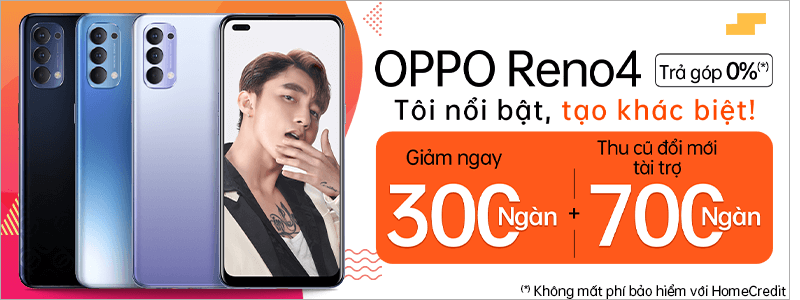 OPPO Reno4
Trả góp 0%(*)
Tôi nổi bật, tạo khác biệt!
Giảm ngay
300 Ngàn
+
Thu cũ đổi mới
tài trợ
700 Ngàn
(*) Không mất phí bảo hiểm với HomeCredit